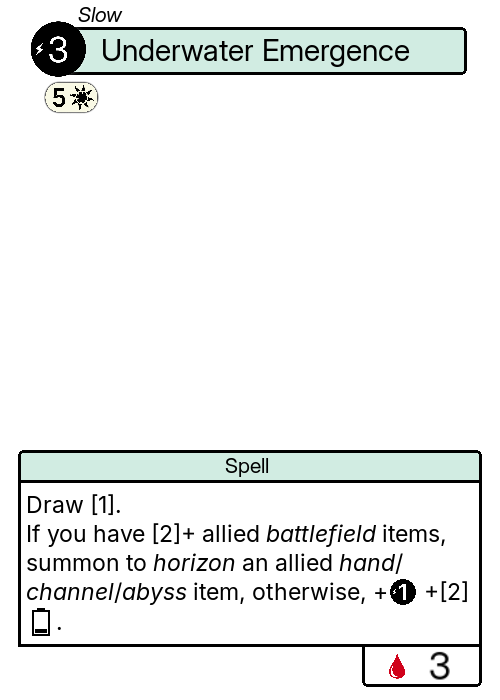 Slow
3 Underwater Emergence
5
Spell
Draw [1].
If you have [2]+ allied battlefield items,
summon to horizon an allied hand/
channel/abyss item, otherwise, +1 +[2]
.
3